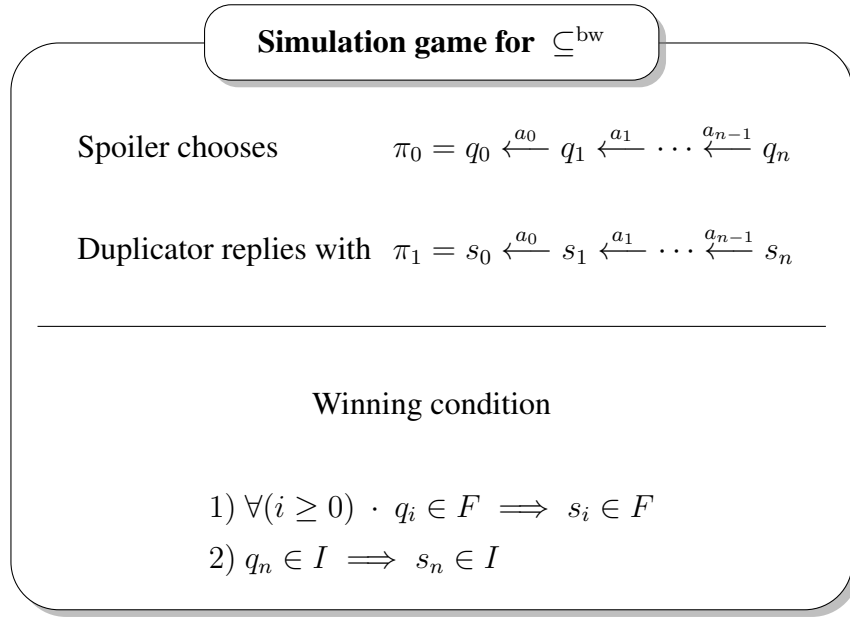 Simulation game for ⊆^bw
Spoiler chooses π₀ = q₀ ←^{a₀} q₁ ←^{a₁} ⋯ ←^{a_{n−1}} q_n
Duplicator replies with π₁ = s₀ ←^{a₀} s₁ ←^{a₁} ⋯ ←^{a_{n−1}} s_n
Winning condition
1) ∀(i ≥ 0) · q_i ∈ F ⟹ s_i ∈ F
2) q_n ∈ I ⟹ s_n ∈ I